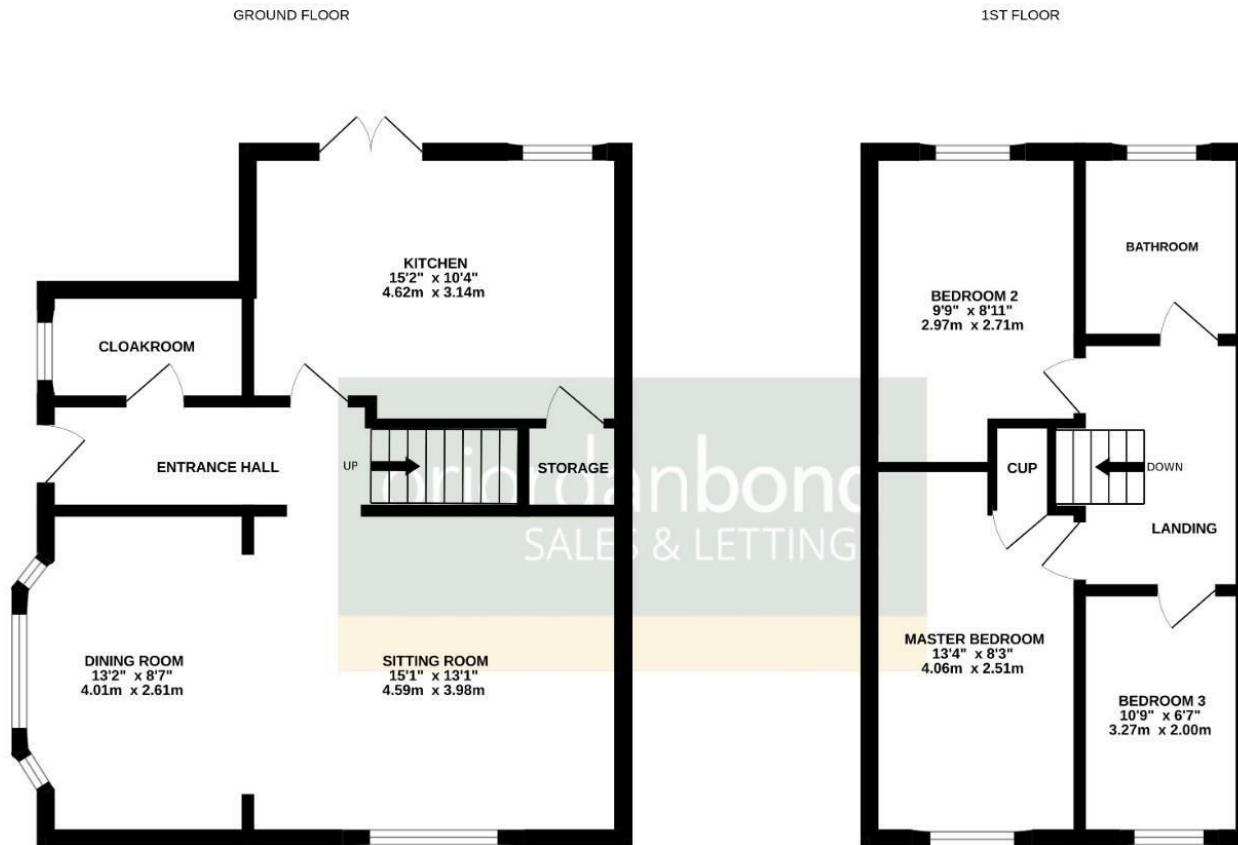 GROUND FLOOR
1ST FLOOR
KITCHEN
15'2" x 10'4"
4.62m x 3.14m
CLOAKROOM
ENTRANCE HALL
UP
STORAGE
DINING ROOM
13'2" x 8'7"
4.01m x 2.61m
SITTING ROOM
15'1" x 13'1"
4.59m x 3.98m
BEDROOM 2
9'9" x 8'11"
2.97m x 2.71m
BATHROOM
CUP
DOWN
LANDING
MASTER BEDROOM
13'4" x 8'3"
4.06m x 2.51m
BEDROOM 3
10'9" x 6'7"
3.27m x 2.00m
oriordanbond
SALES & LETTING